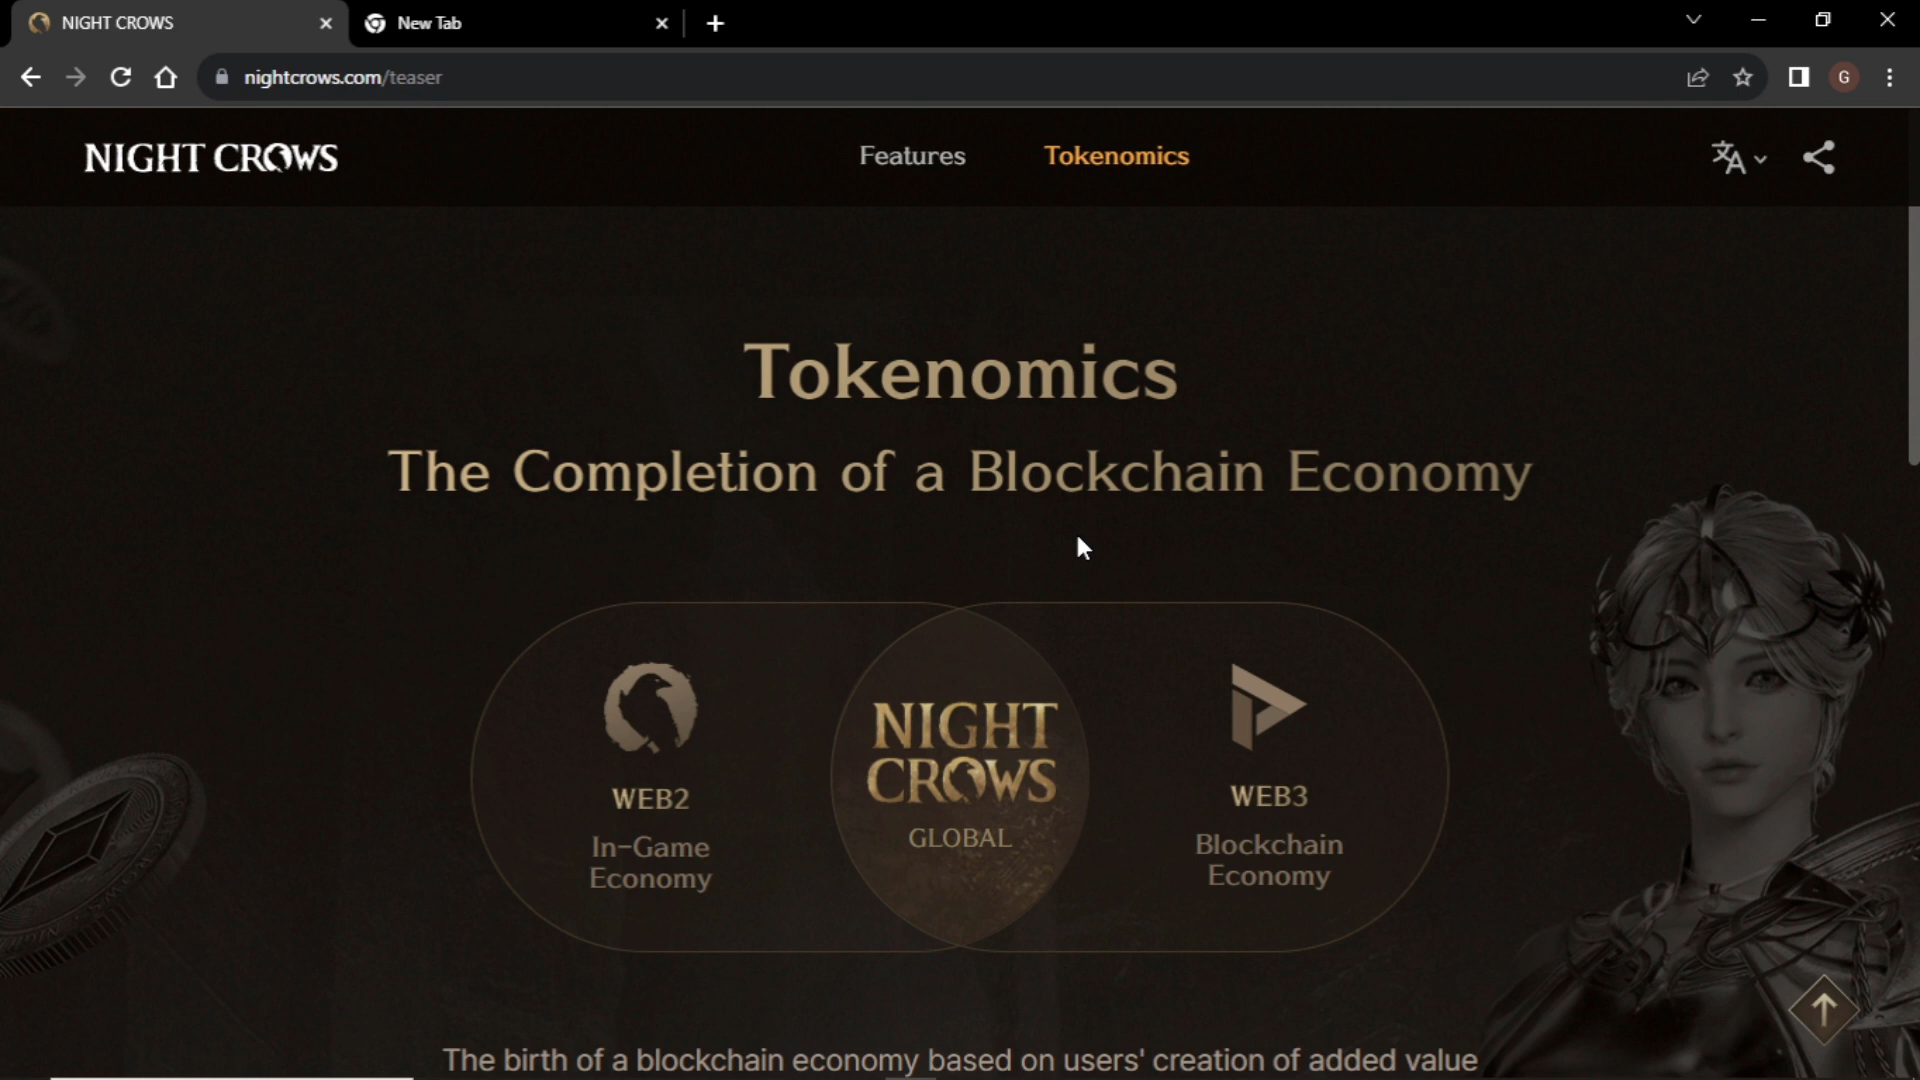 NIGHT CROWS
New Tab
nightcrows.com/teaser
G
NIGHT CROWS
Features
Tokenomics
Tokenomics
The Completion of a Blockchain Economy
WEB2
In-Game
Economy
NIGHT
CROWS
GLOBAL
WEB3
Blockchain
Economy
The birth of a blockchain economy based on users' creation of added value